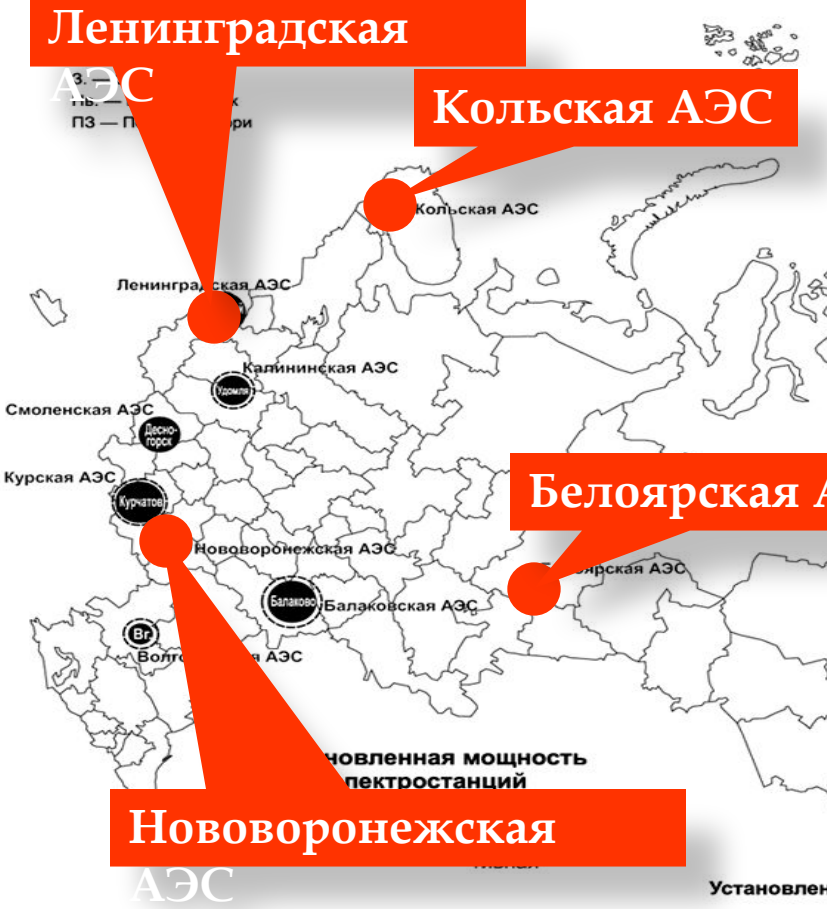 Ленинградская
АЭС
З. —
ПЗ — П
Кольская АЭС
Кольская АЭС
Ленинградская АЭС
Калининская АЭС
Удомля
Смоленская АЭС
Десно-
горск
Курская АЭС
Курчатов
Белоярская А
Нововоронежская АЭС
ярская АЭС
Балаково
Балаковская АЭС
Вг
Волго АЭС
новленная мощность
лектростанций
Нововоронежская
АЭС
Установлен